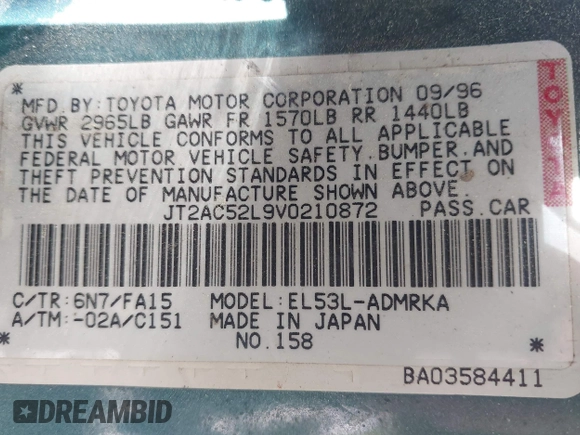 MFD.BY:TOYOTA MOTOR CORPORATION 09/96
GVWR 2965LB GAWR FR 1570LB RR 1440LB
THIS VEHICLE CONFORMS TO ALL APPLICABLE
FEDERAL MOTOR VEHICLE SAFETY,BUMPER,AND
THEFT PREVENTION STANDARDS IN EFFECT ON
THE DATE OF MANUFACTURE SHOWN ABOVE.
JT2AC52L9V0210872 PASS.CAR
TOYOTA
C/TR:6N7/FA15 MODEL:EL53L-ADMRKA
A/TM:-02A/C151 MADE IN JAPAN
NO.158
BA03584411
DREAMBID